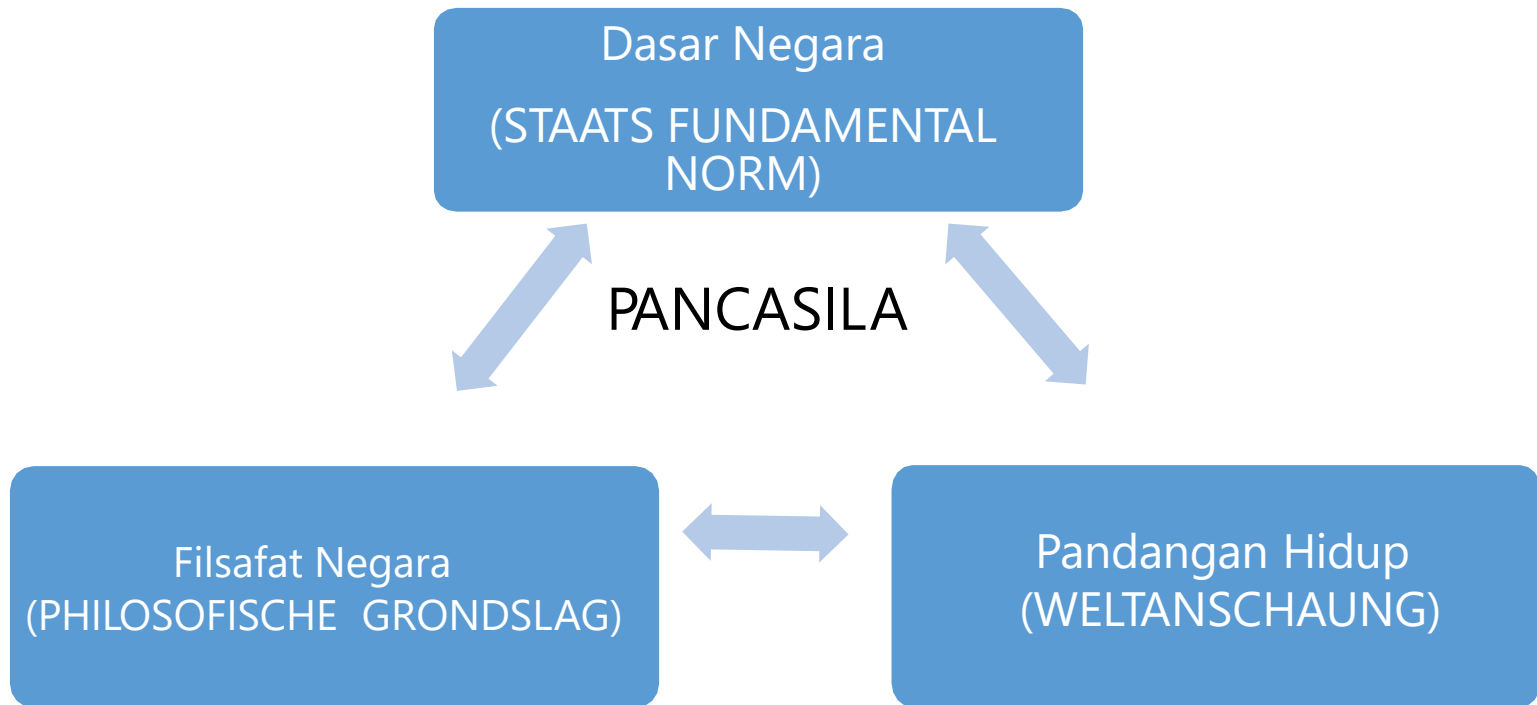 Dasar Negara
(STAATS FUNDAMENTAL
NORM)
PANCASILA
Filsafat Negara
(PHILOSOFISCHE GRONDSLAG)
Pandangan Hidup
(WELTANSCHAUNG)